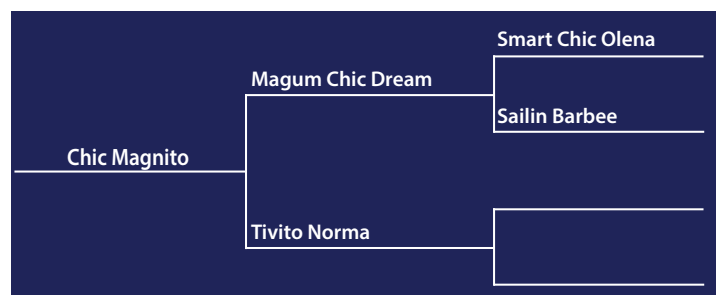 Smart Chic Olena
Magum Chic Dream
Sailin Barbee
Chic Magnito
Tivito Norma